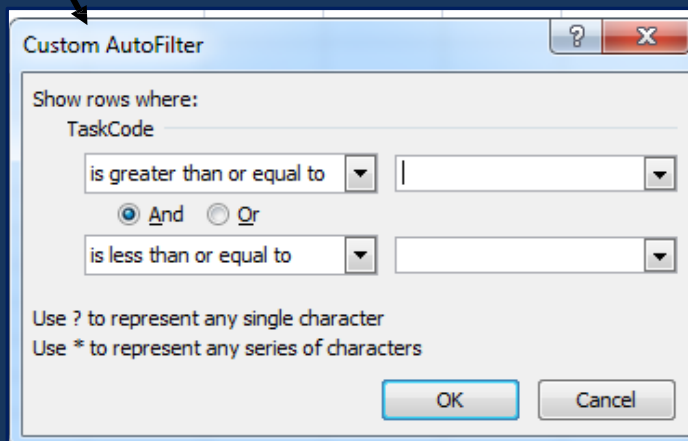 Custom AutoFilter
Show rows where:
TaskCode
is greater than or equal to
And Or
is less than or equal to
Use ? to represent any single character
Use * to represent any series of characters
OK Cancel